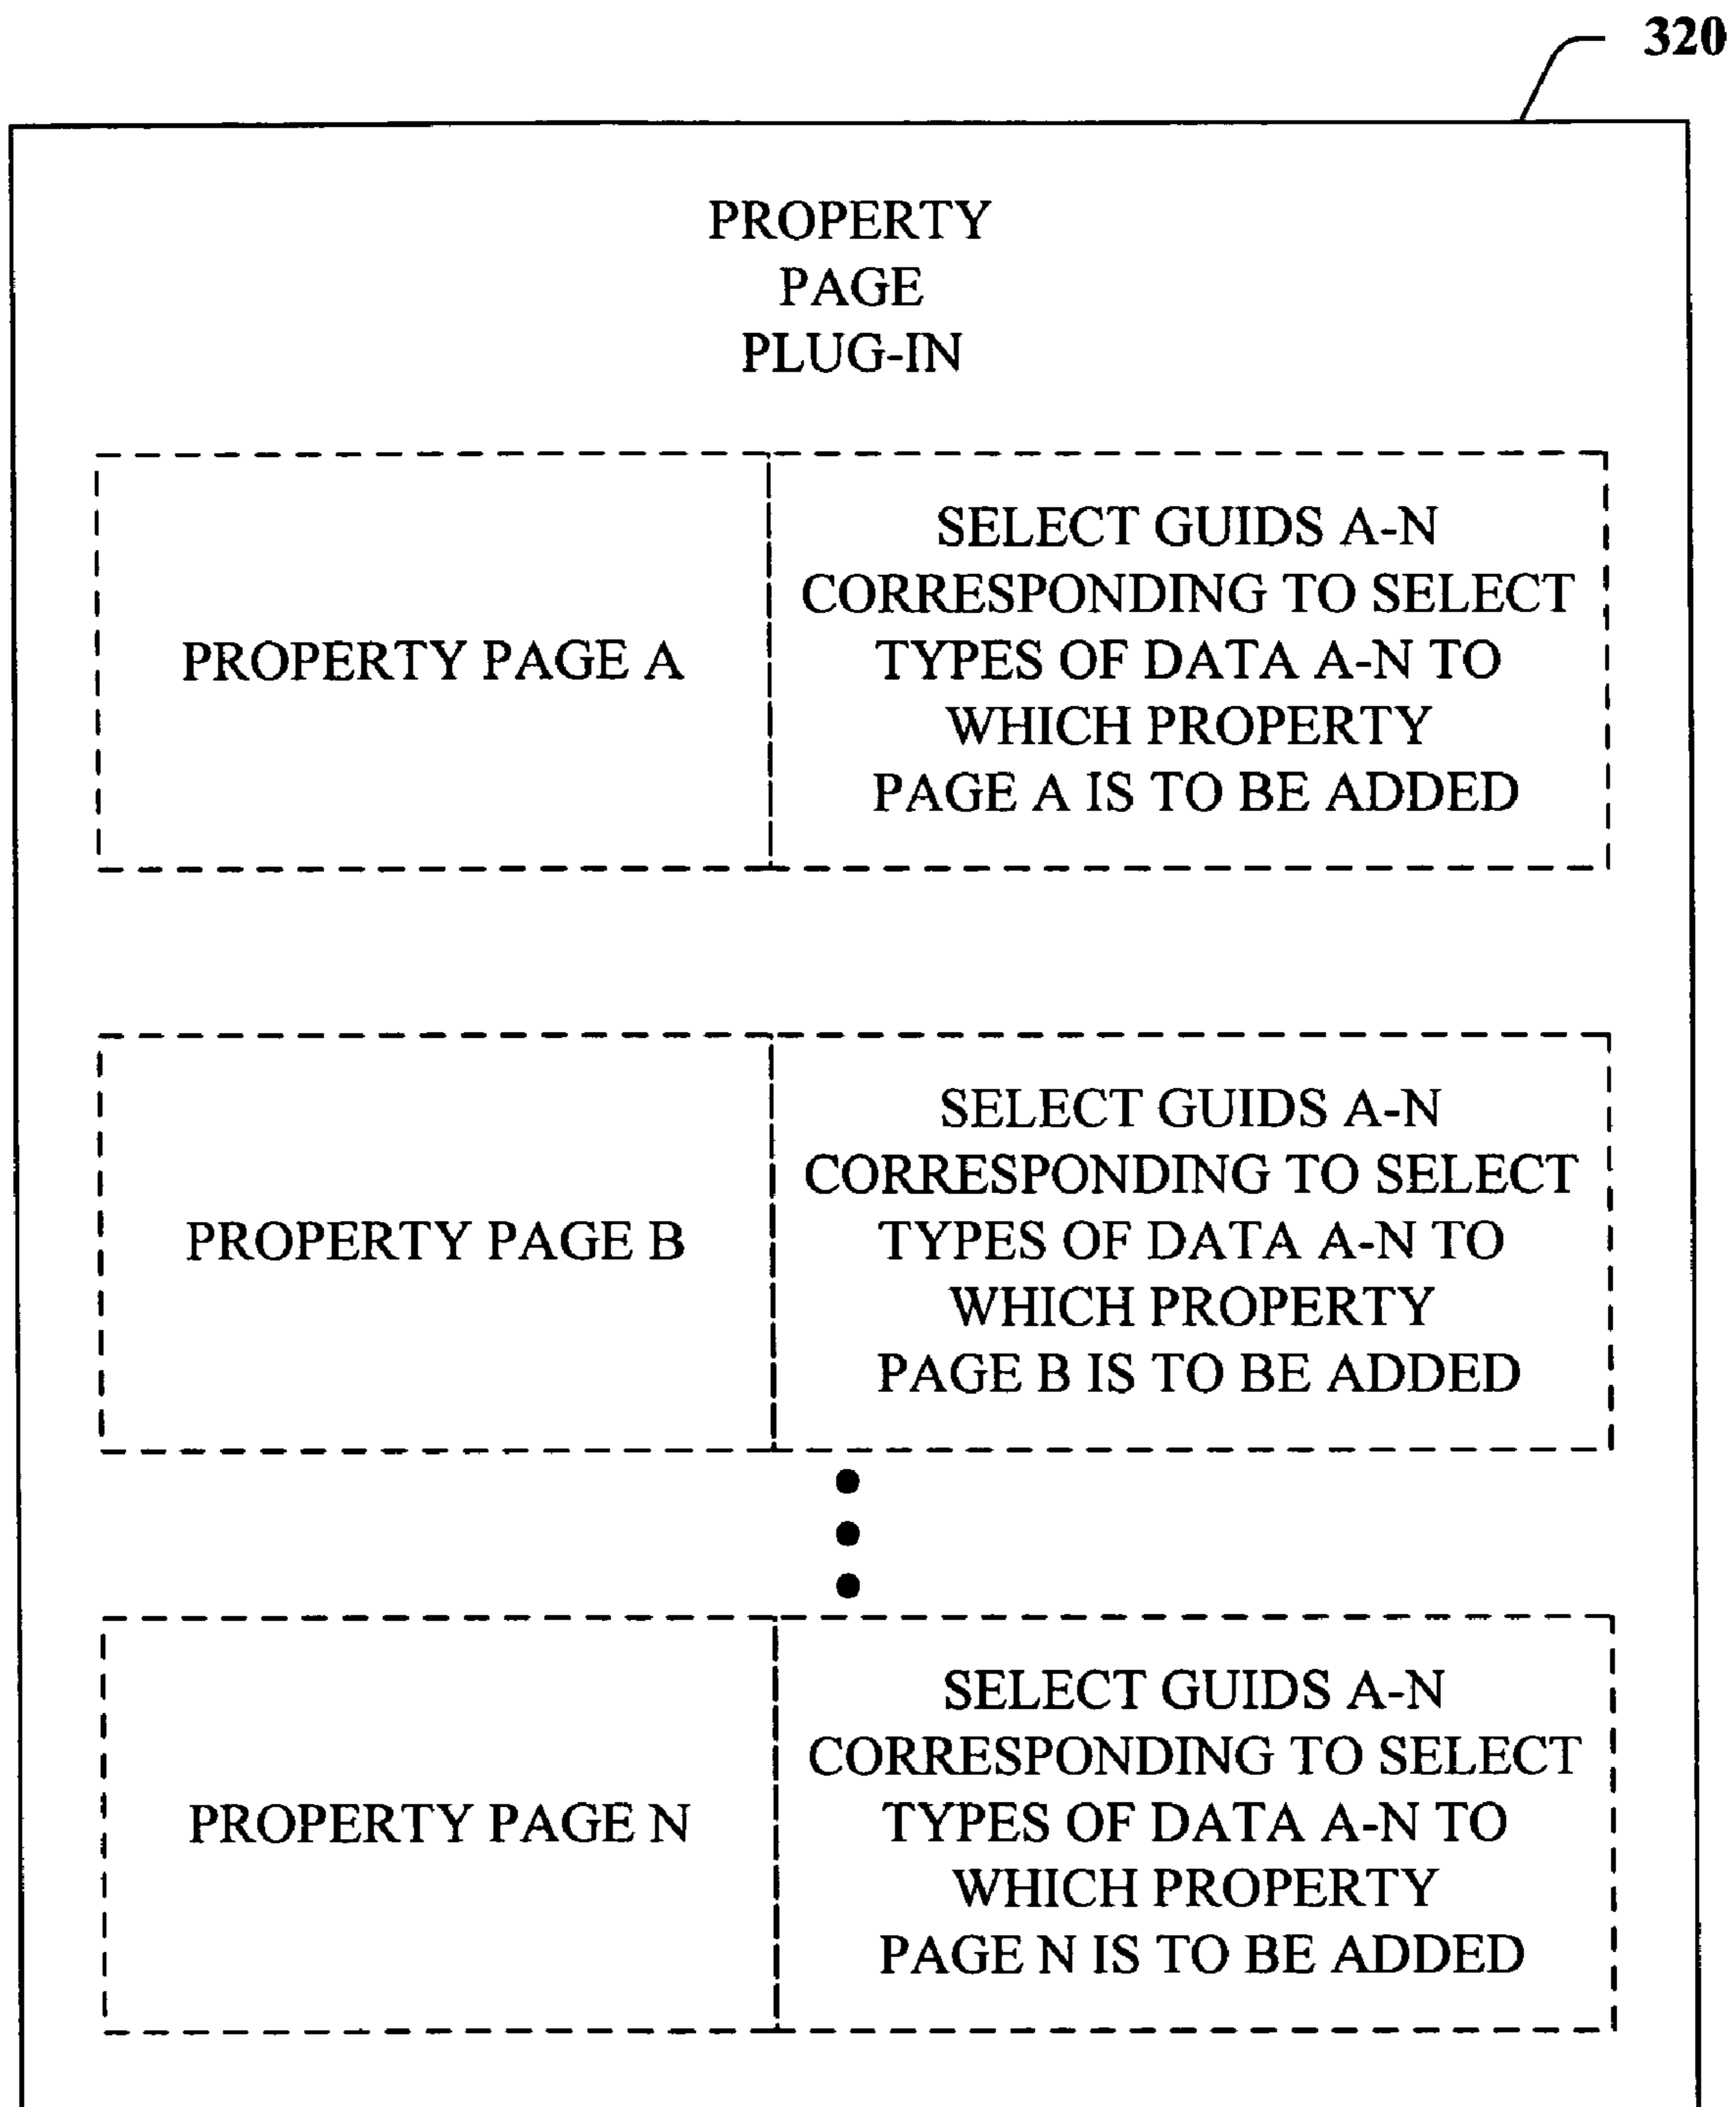 320
PROPERTY
PAGE
PLUG-IN
PROPERTY PAGE A
SELECT GUIDS A-N
CORRESPONDING TO SELECT
TYPES OF DATA A-N TO
WHICH PROPERTY
PAGE A IS TO BE ADDED
PROPERTY PAGE B
SELECT GUIDS A-N
CORRESPONDING TO SELECT
TYPES OF DATA A-N TO
WHICH PROPERTY
PAGE B IS TO BE ADDED
PROPERTY PAGE N
SELECT GUIDS A-N
CORRESPONDING TO SELECT
TYPES OF DATA A-N TO
WHICH PROPERTY
PAGE N IS TO BE ADDED